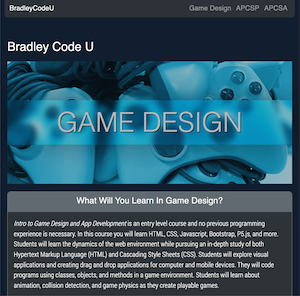 BradleyCodeU Game Design APCSP APCSA
Bradley Code U
GAME DESIGN
What Will You Learn In Game Design?
Intro to Game Design and App Development is an entry level course and no previous programming
experience is necessary. In this course you will learn HTML, CSS, Javascript, Bootstrap, P5.js, and more.
Students will learn the dynamics of the web environment while pursuing an in-depth study of both
Hypertext Markup Language (HTML) and Cascading Style Sheets (CSS). Students will explore visual
applications and creating drag and drop applications for computer and mobile devices. They will code
programs using classes, objects, and methods in a game environment. Students will learn about
animation, collision detection, and game physics as they create playable games.